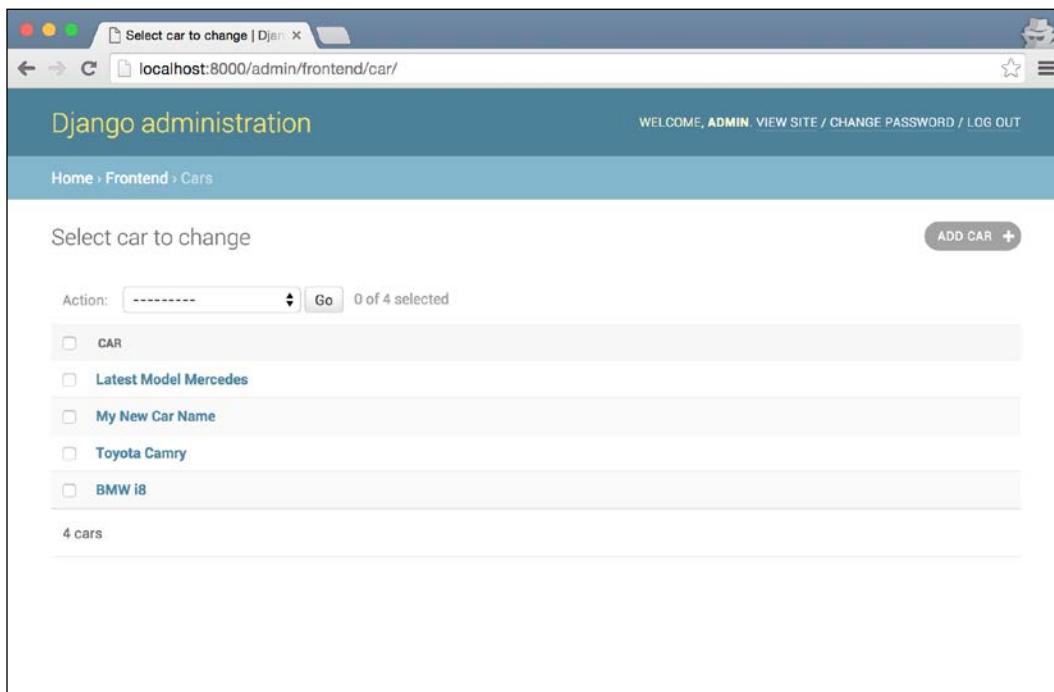 Select car to change | Djan
localhost:8000/admin/frontend/car/
Django administration
WELCOME, ADMIN. VIEW SITE / CHANGE PASSWORD / LOG OUT
Home › Frontend › Cars
Select car to change
ADD CAR +
Action: --------- Go 0 of 4 selected
CAR
Latest Model Mercedes
My New Car Name
Toyota Camry
BMW i8
4 cars